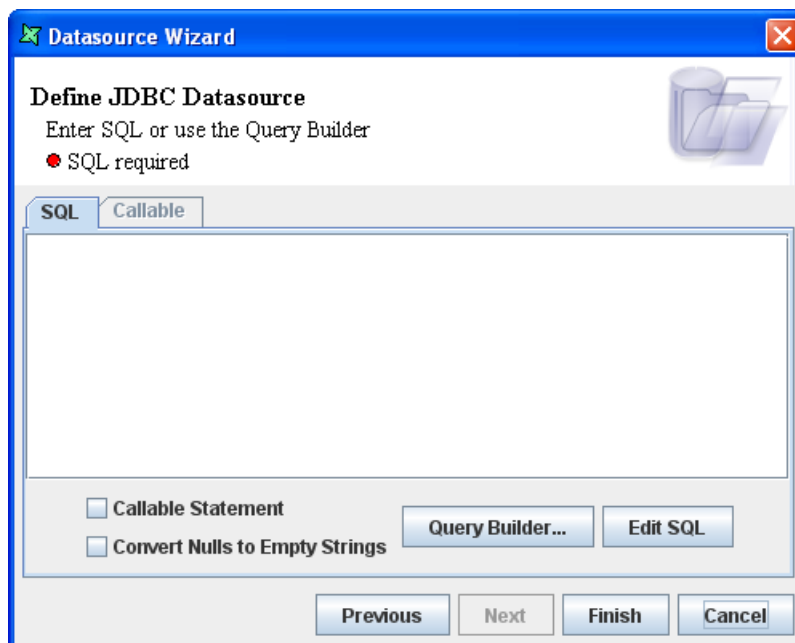 Datasource Wizard
Define JDBC Datasource
Enter SQL or use the Query Builder
SQL required
SQL Callable
Callable Statement
Convert Nulls to Empty Strings
Query Builder... Edit SQL
Previous Next Finish Cancel